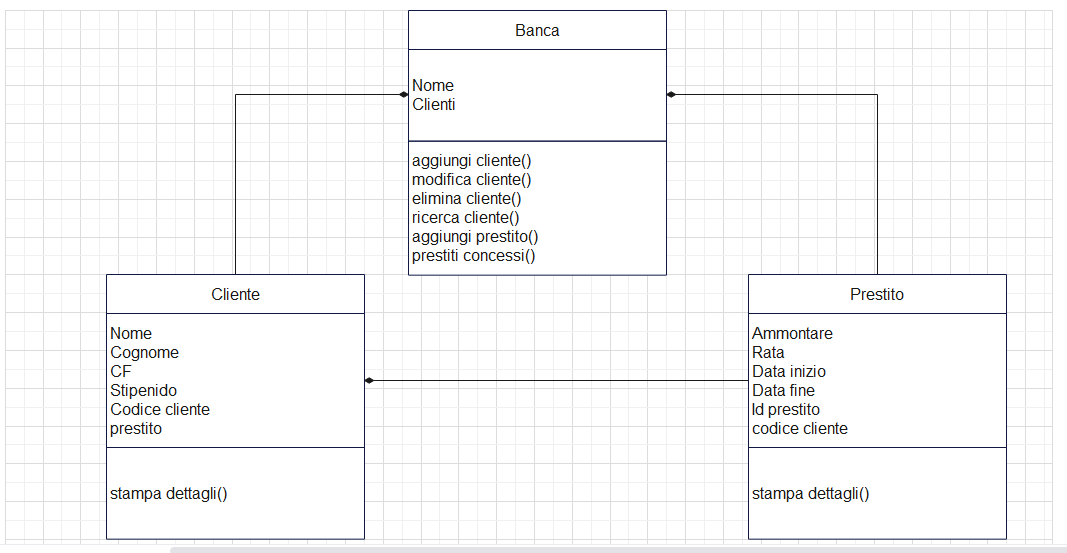 Banca
Nome
Clienti
aggiungi cliente()
modifica cliente()
elimina cliente()
ricerca cliente()
aggiungi prestito()
prestiti concessi()
Cliente
Nome
Cognome
CF
Stipenido
Codice cliente
prestito
stampa dettagli()
Prestito
Ammontare
Rata
Data inizio
Data fine
Id prestito
codice cliente
stampa dettagli()